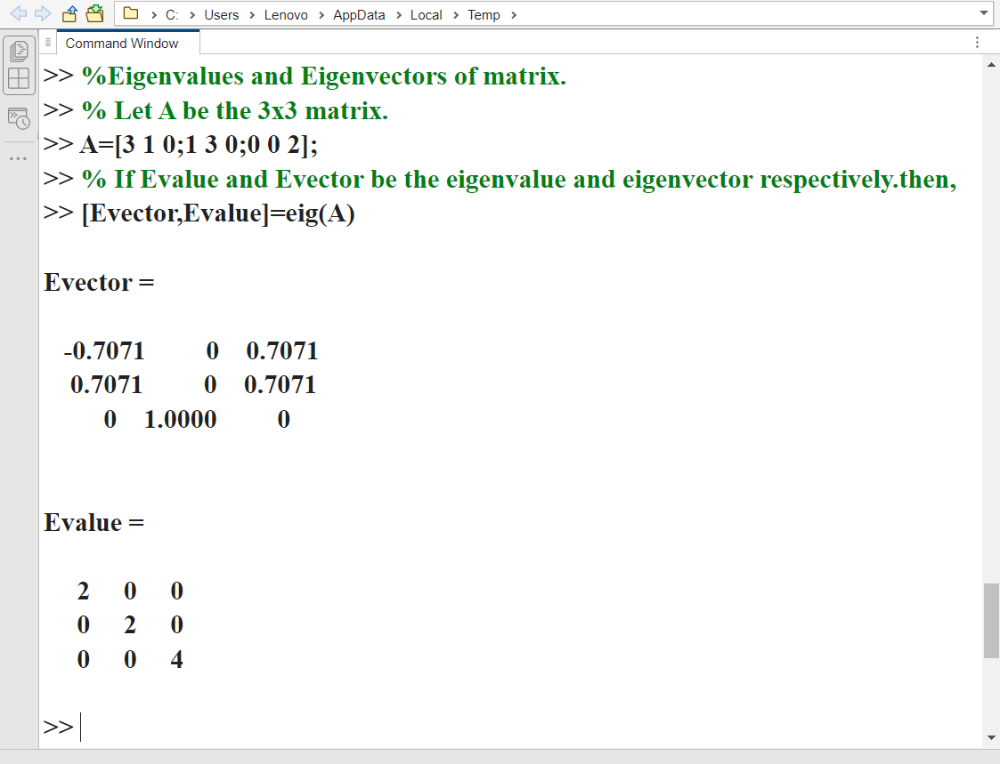 C: › Users › Lenovo › AppData › Local › Temp ›
Command Window
>> %Eigenvalues and Eigenvectors of matrix.
>> % Let A be the 3x3 matrix.
>> A=[3 1 0;1 3 0;0 0 2];
>> % If Evalue and Evector be the eigenvalue and eigenvector respectively.then,
>> [Evector,Evalue]=eig(A)
Evector =
-0.7071 0 0.7071
0.7071 0 0.7071
0 1.0000 0
Evalue =
2 0 0
0 2 0
0 0 4
>>